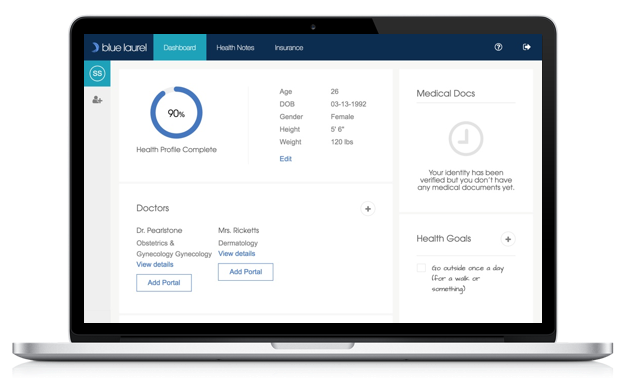 blue laurel
Dashboard
Health Notes
Insurance
SS
90%
Health Profile Complete
Age 26
DOB 03-13-1992
Gender Female
Height 5' 6"
Weight 120 lbs
Edit
Medical Docs
Your identity has been
verified but you don't have
any medical documents yet.
Doctors
+
Dr. Pearlstone
Obstetrics &
Gynecology Gynecology
View details
Add Portal
Mrs. Ricketts
Dermatology
View details
Add Portal
Health Goals
+
Go outside once a day
(for a walk or
something)